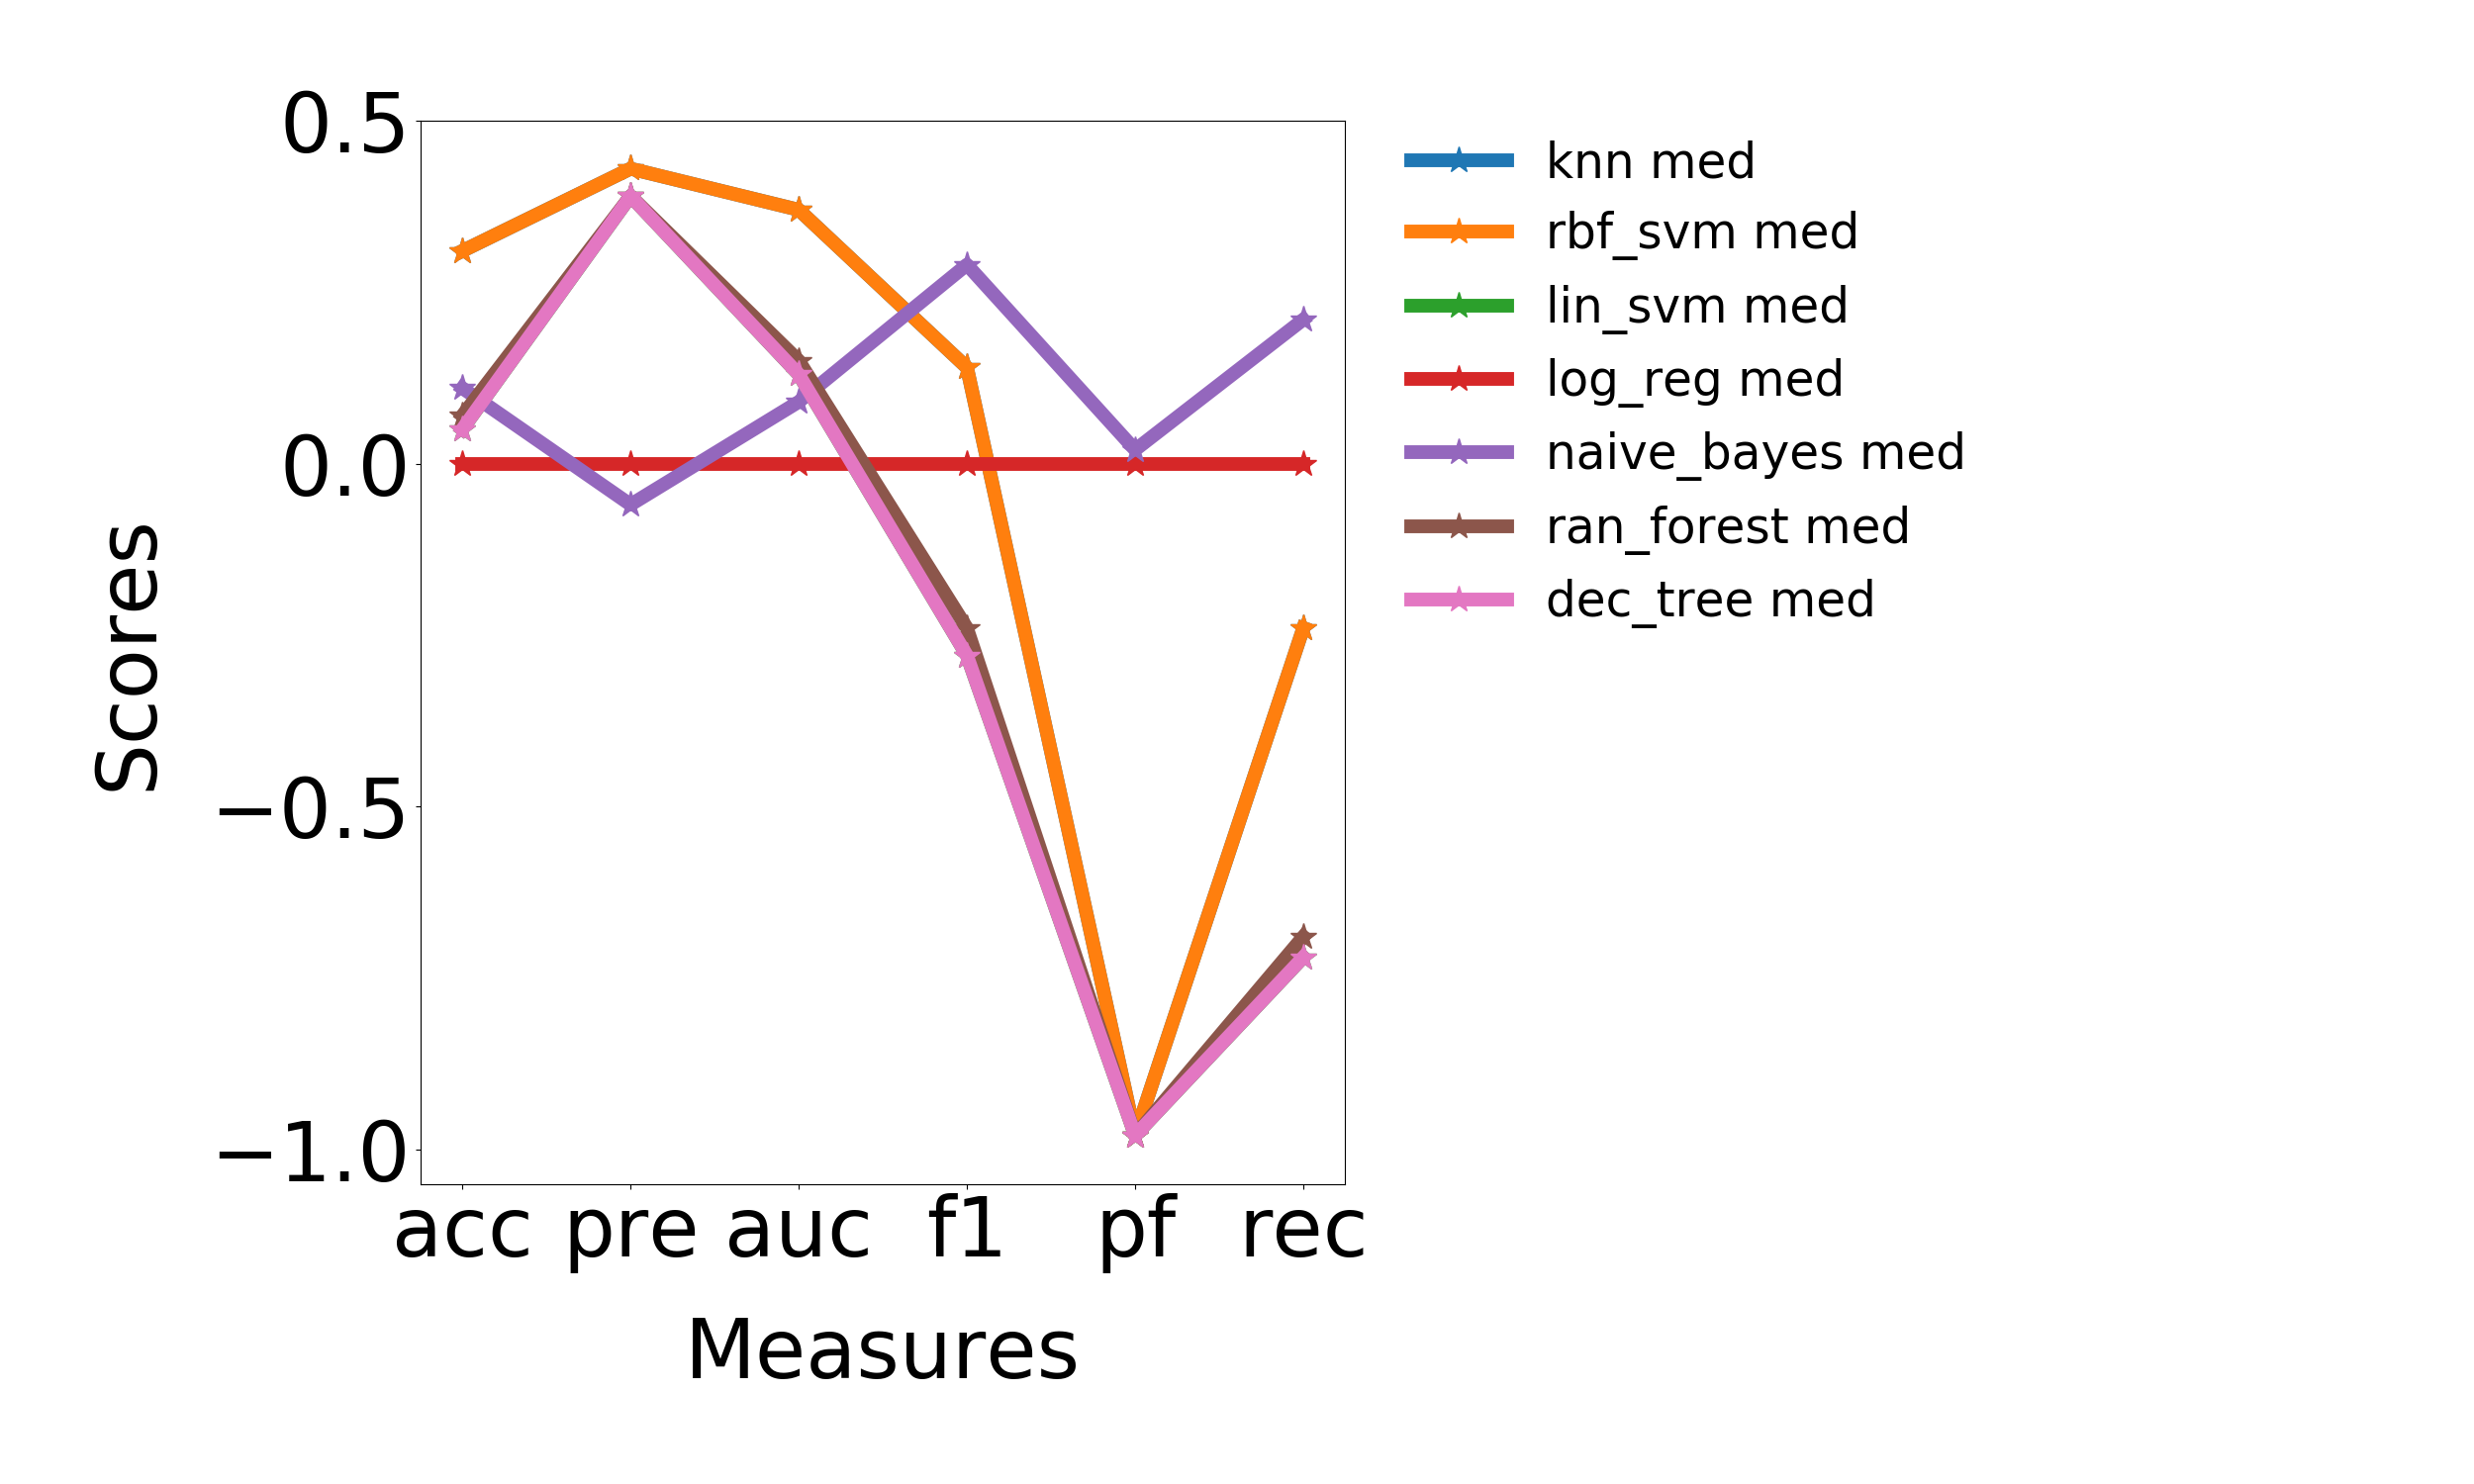 Scores
0.5
0.0
−0.5
−1.0
acc pre auc f1 pf rec
Measures
knn med
rbf_svm med
lin_svm med
log_reg med
naive_bayes med
ran_forest med
dec_tree med